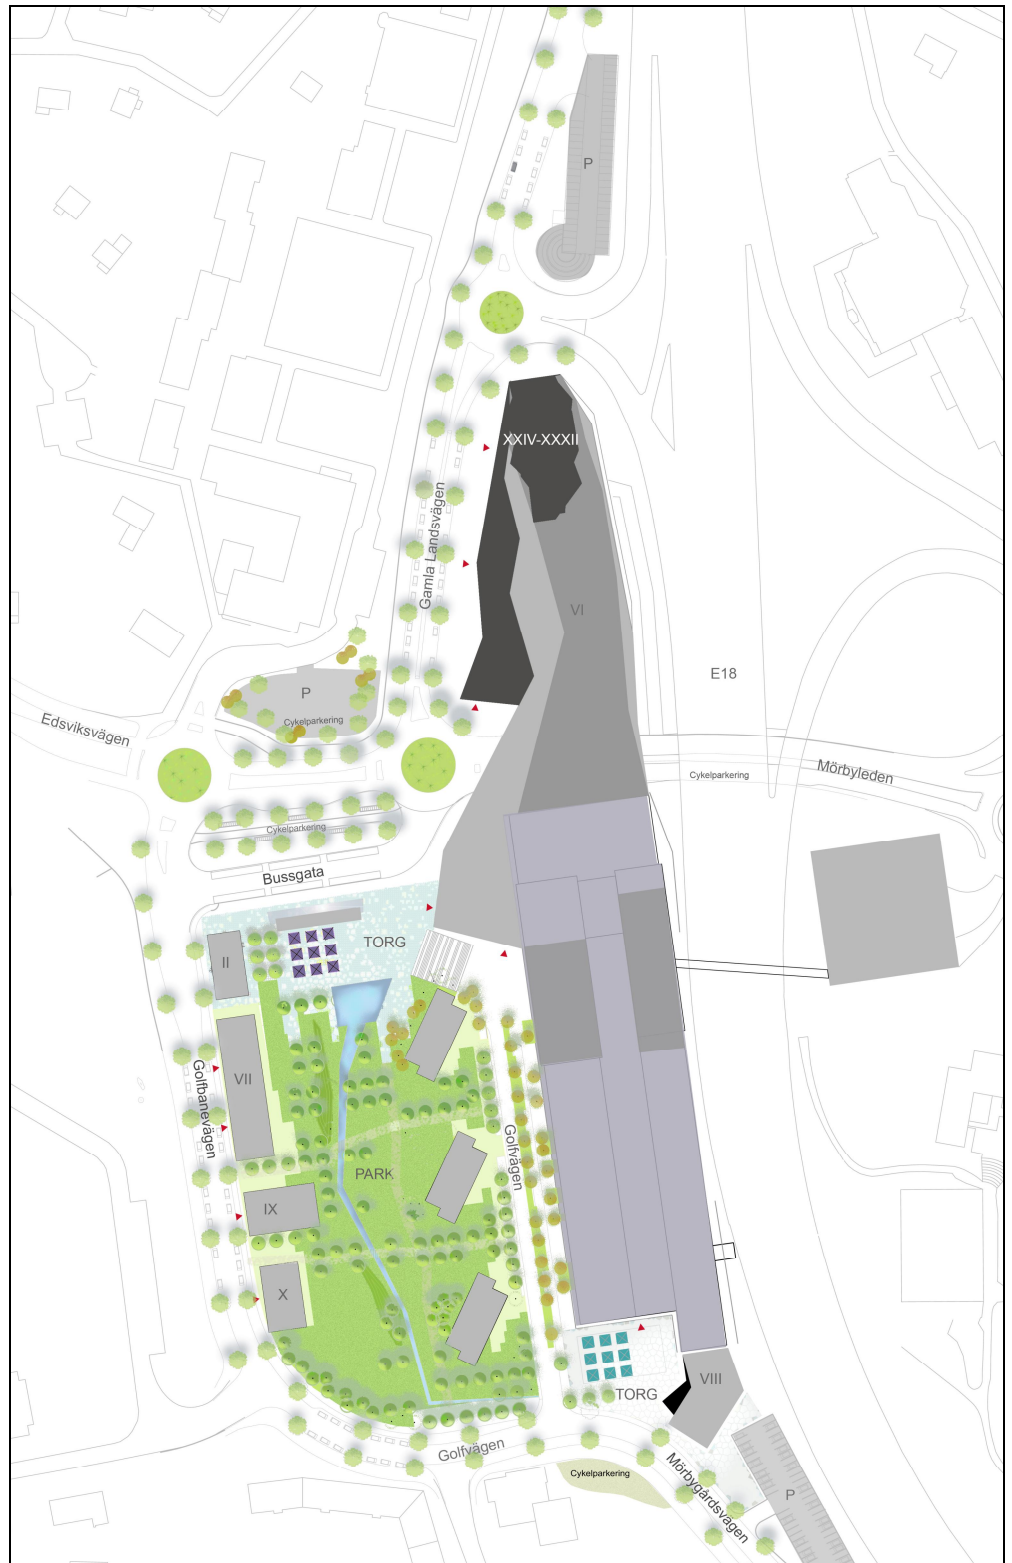 P
XXIV-XXXII
Gamla Landsvägen
VI
E18
P
Cykelparkering
Edsviksvägen
Mörbyleden
Cykelparkering
Cykelparkering
Bussgata
TORG
II
VII
Golfbanevägen
Golfvägen
PARK
IX
X
VIII
TORG
Golfvägen
Cykelparkering
Mörbygårdsvägen
P